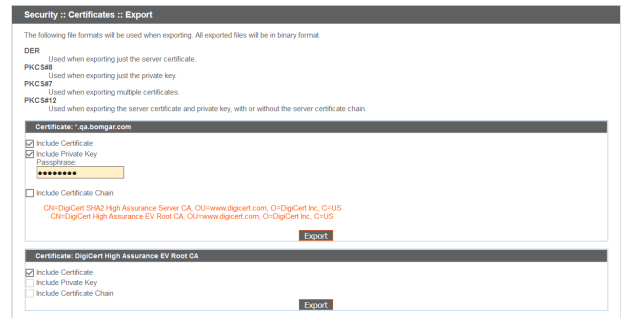 Security :: Certificates :: Export
The following file formats will be used when exporting. All exported files will be in binary format.
DER
Used when exporting just the server certificate.
PKCS#8
Used when exporting just the private key.
PKCS#7
Used when exporting multiple certificates.
PKCS#12
Used when exporting the server certificate and private key, with or without the server certificate chain.
Certificate: *.qa.bomgar.com
Include Certificate
Include Private Key
Passphrase:
●●●●●●●●
Include Certificate Chain
CN=DigiCert SHA2 High Assurance Server CA, OU=www.digicert.com, O=DigiCert Inc, C=US
CN=DigiCert High Assurance EV Root CA, OU=www.digicert.com, O=DigiCert Inc, C=US
Export
Certificate: DigiCert High Assurance EV Root CA
Include Certificate
Include Private Key
Include Certificate Chain
Export